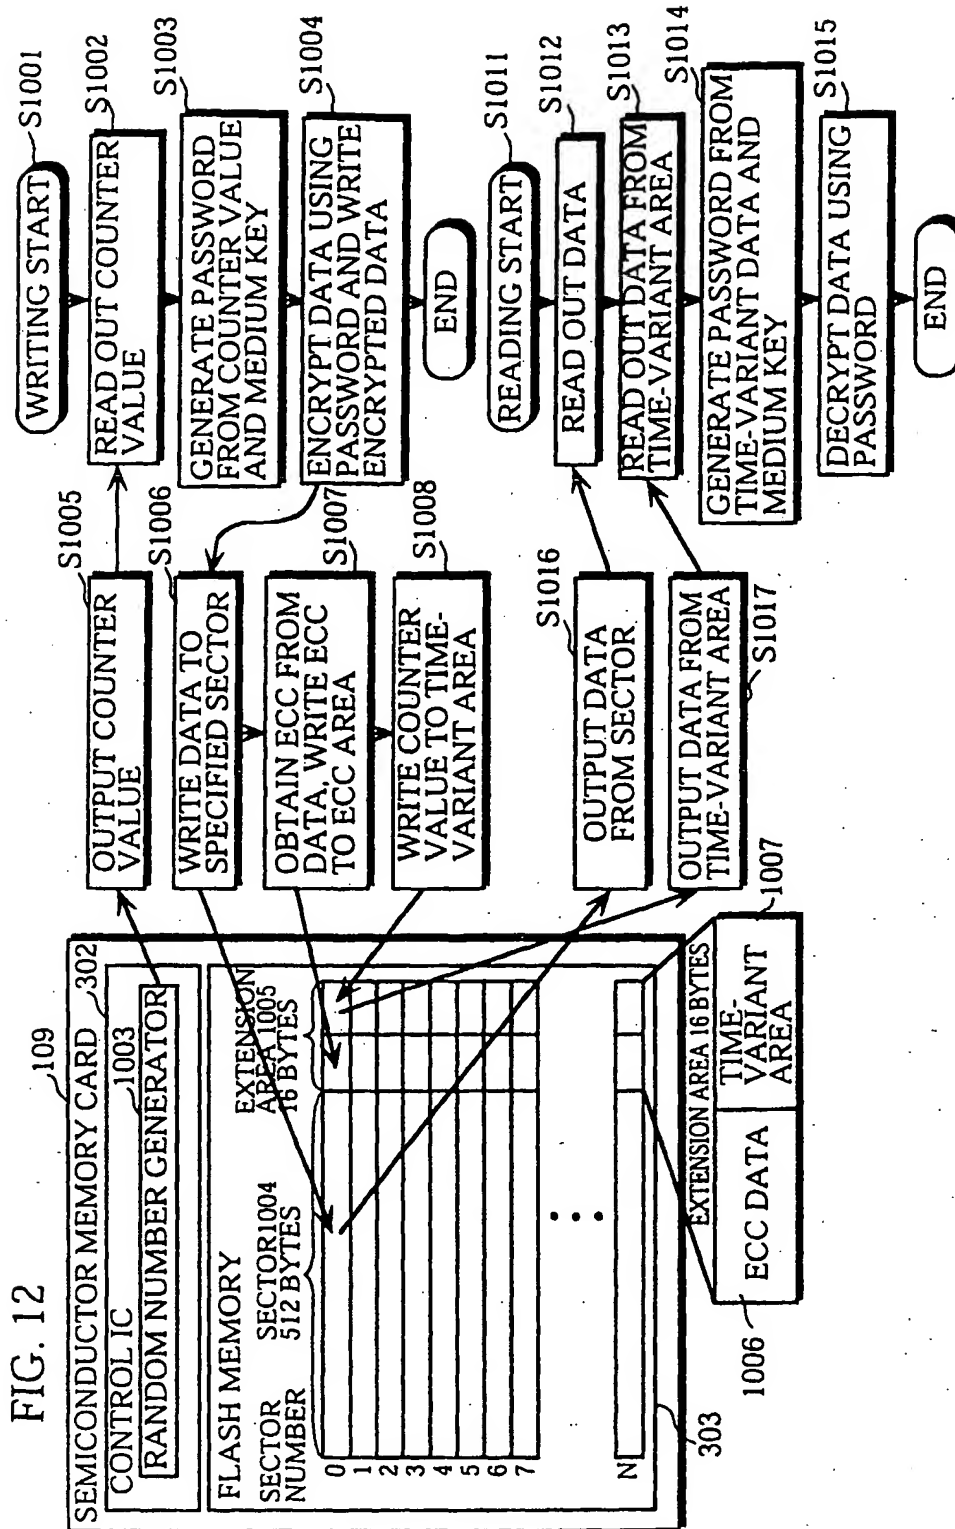 FIG. 12
SEMICONDUCTOR MEMORY CARD
109
CONTROL IC
302
1003
RANDOM NUMBER GENERATOR
FLASH MEMORY
SECTOR
NUMBER
SECTOR1004
512 BYTES
EXTENSION
AREA 1005
16 BYTES
0
1
2
3
4
5
6
7
N
303
EXTENSION AREA 16 BYTES
ECC DATA
TIME-
VARIANT
AREA
1006
1007
OUTPUT COUNTER
VALUE
S1005
WRITE DATA TO
SPECIFIED SECTOR
S1006
OBTAIN ECC FROM
DATA, WRITE ECC
TO ECC AREA
S1007
WRITE COUNTER
VALUE TO TIME-
VARIANT AREA
S1008
OUTPUT DATA
FROM SECTOR
S1016
OUTPUT DATA FROM
TIME-VARIANT AREA
S1017
WRITING START
S1001
READ OUT COUNTER
VALUE
S1002
GENERATE PASSWORD
FROM COUNTER VALUE
AND MEDIUM KEY
S1003
ENCRYPT DATA USING
PASSWORD AND WRITE
ENCRYPTED DATA
S1004
END
READING START
S1011
READ OUT DATA
S1012
READ OUT DATA FROM
TIME-VARIANT AREA
S1013
GENERATE PASSWORD FROM
TIME-VARIANT DATA AND
MEDIUM KEY
S1014
DECRYPT DATA USING
PASSWORD
S1015
END